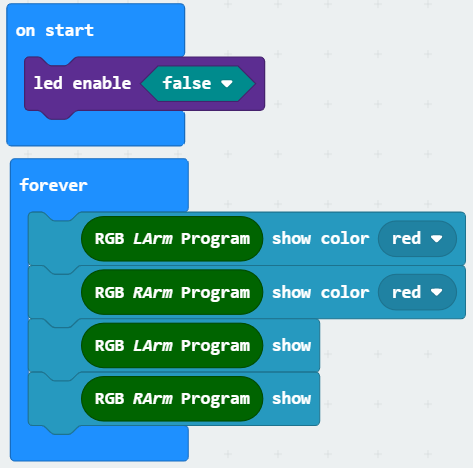 on start
led enable false
forever
RGB LArm Program show color red
RGB RArm Program show color red
RGB LArm Program show
RGB RArm Program show